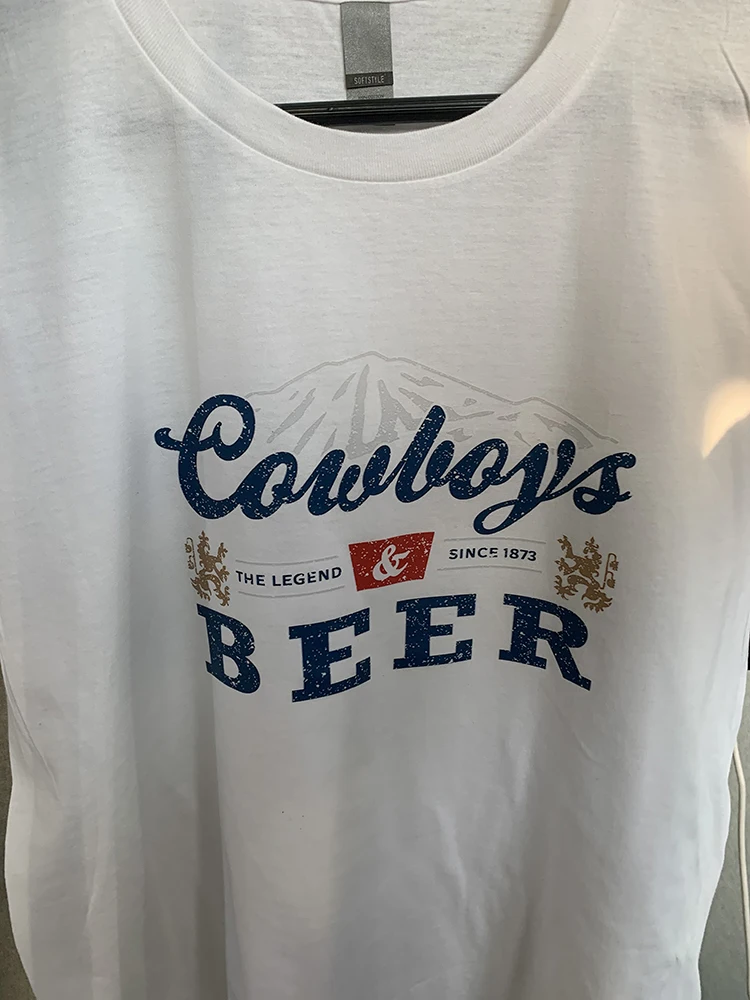 SOFTSTYLE
Cowboys
THE LEGEND & SINCE 1873
BEER